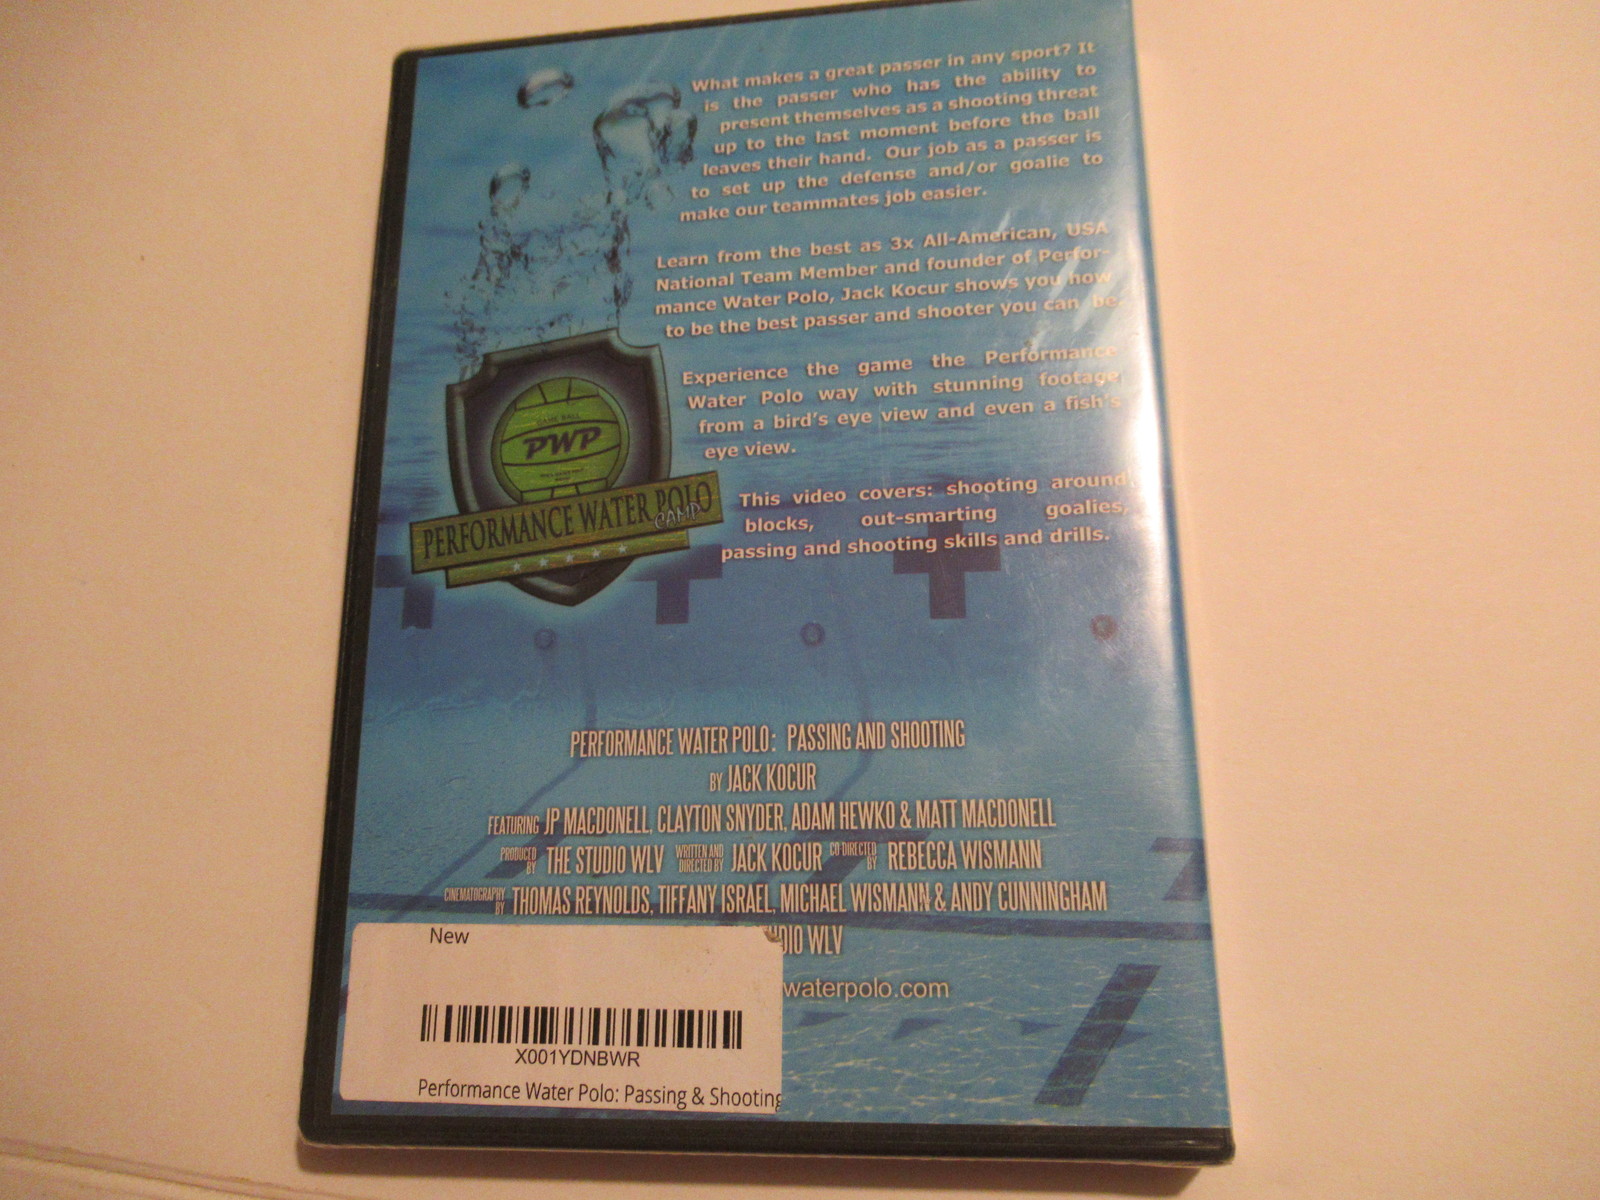 What makes a great passer in any sport? It
is the passer who has the ability to
present themselves as a shooting threat
up to the last moment before the ball
leaves their hand. Our job as a passer is
to set up the defense and/or goalie to
make our teammates job easier.
Learn from the best as 3x All-American, USA
National Team Member and founder of Perfor-
mance Water Polo, Jack Kocur shows you how
to be the best passer and shooter you can be
Experience the game the Performance
Water Polo way with stunning footage
from a bird's eye view and even a fish's
eye view.
GAME BALL
PWP
PERFORMANCE WATER POLO
CAMP
This video covers: shooting around
blocks, out-smarting goalies,
passing and shooting skills and drills.
PERFORMANCE WATER POLO: PASSING AND SHOOTING
BY JACK KOCUR
FEATURING JP MACDONELL, CLAYTON SNYDER, ADAM HEWKO & MATT MACDONELL
PRODUCED BY THE STUDIO WLV WRITTEN AND DIRECTED BY JACK KOCUR CO-DIRECTED BY REBECCA WISMANN
CINEMATOGRAPHY BY THOMAS REYNOLDS, TIFFANY ISRAEL, MICHAEL WISMANN & ANDY CUNNINGHAM
UDIO WLV
waterpolo.com
New
X001YDNBWR
Performance Water Polo: Passing & Shooting